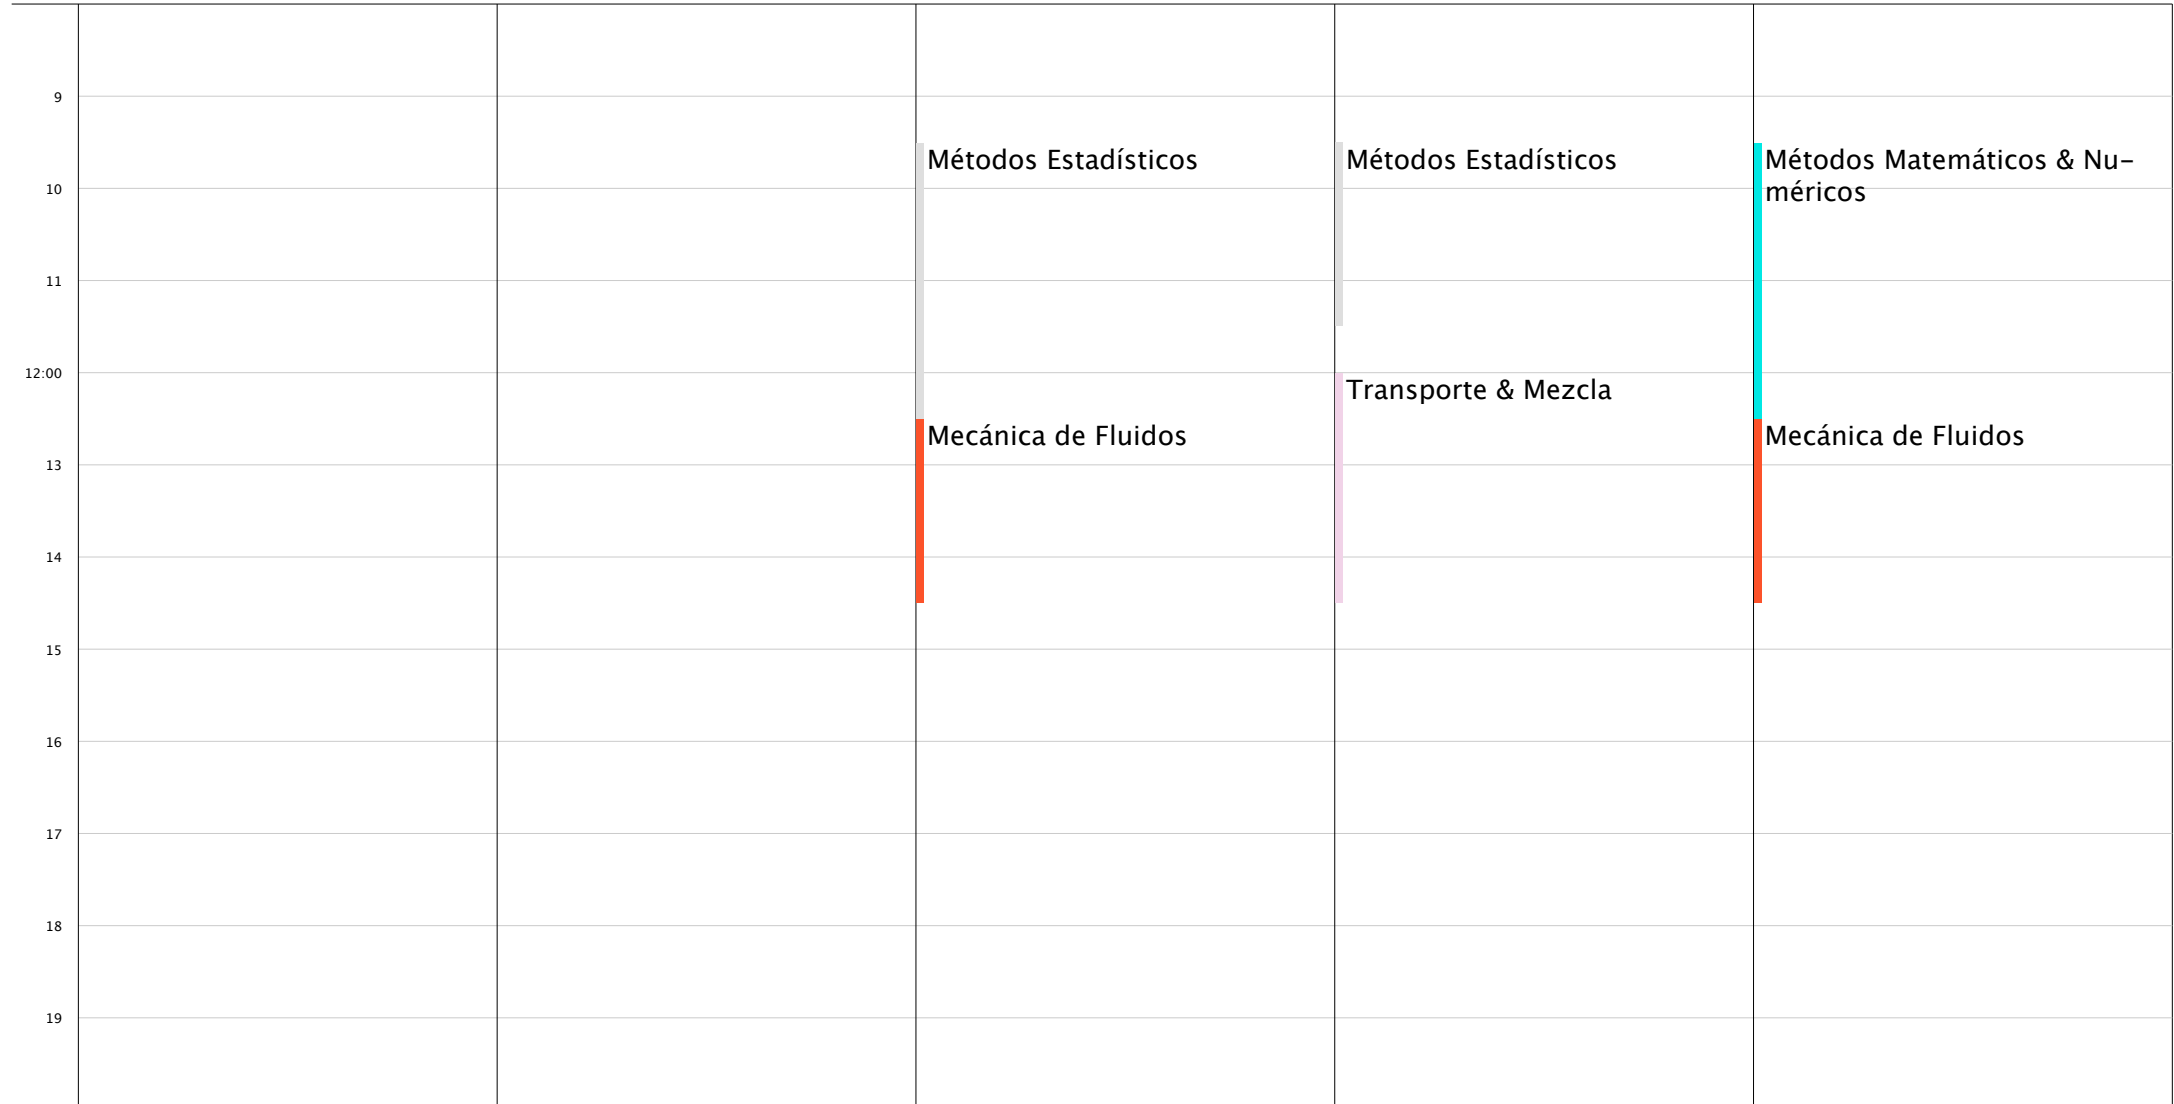 9
Métodos Estadísticos
Métodos Estadísticos
Métodos Matemáticos & Nu-
méricos
10
11
12:00
Transporte & Mezcla
Mecánica de Fluidos
Mecánica de Fluidos
13
14
15
16
17
18
19